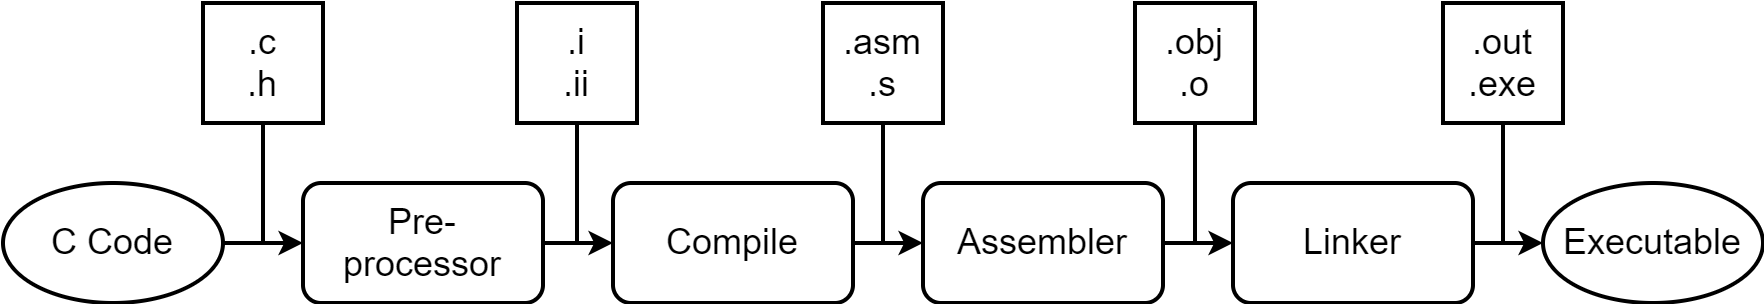 .c
.h
.i
.ii
.asm
.s
.obj
.o
.out
.exe
C Code
Pre-
processor
Compile
Assembler
Linker
Executable